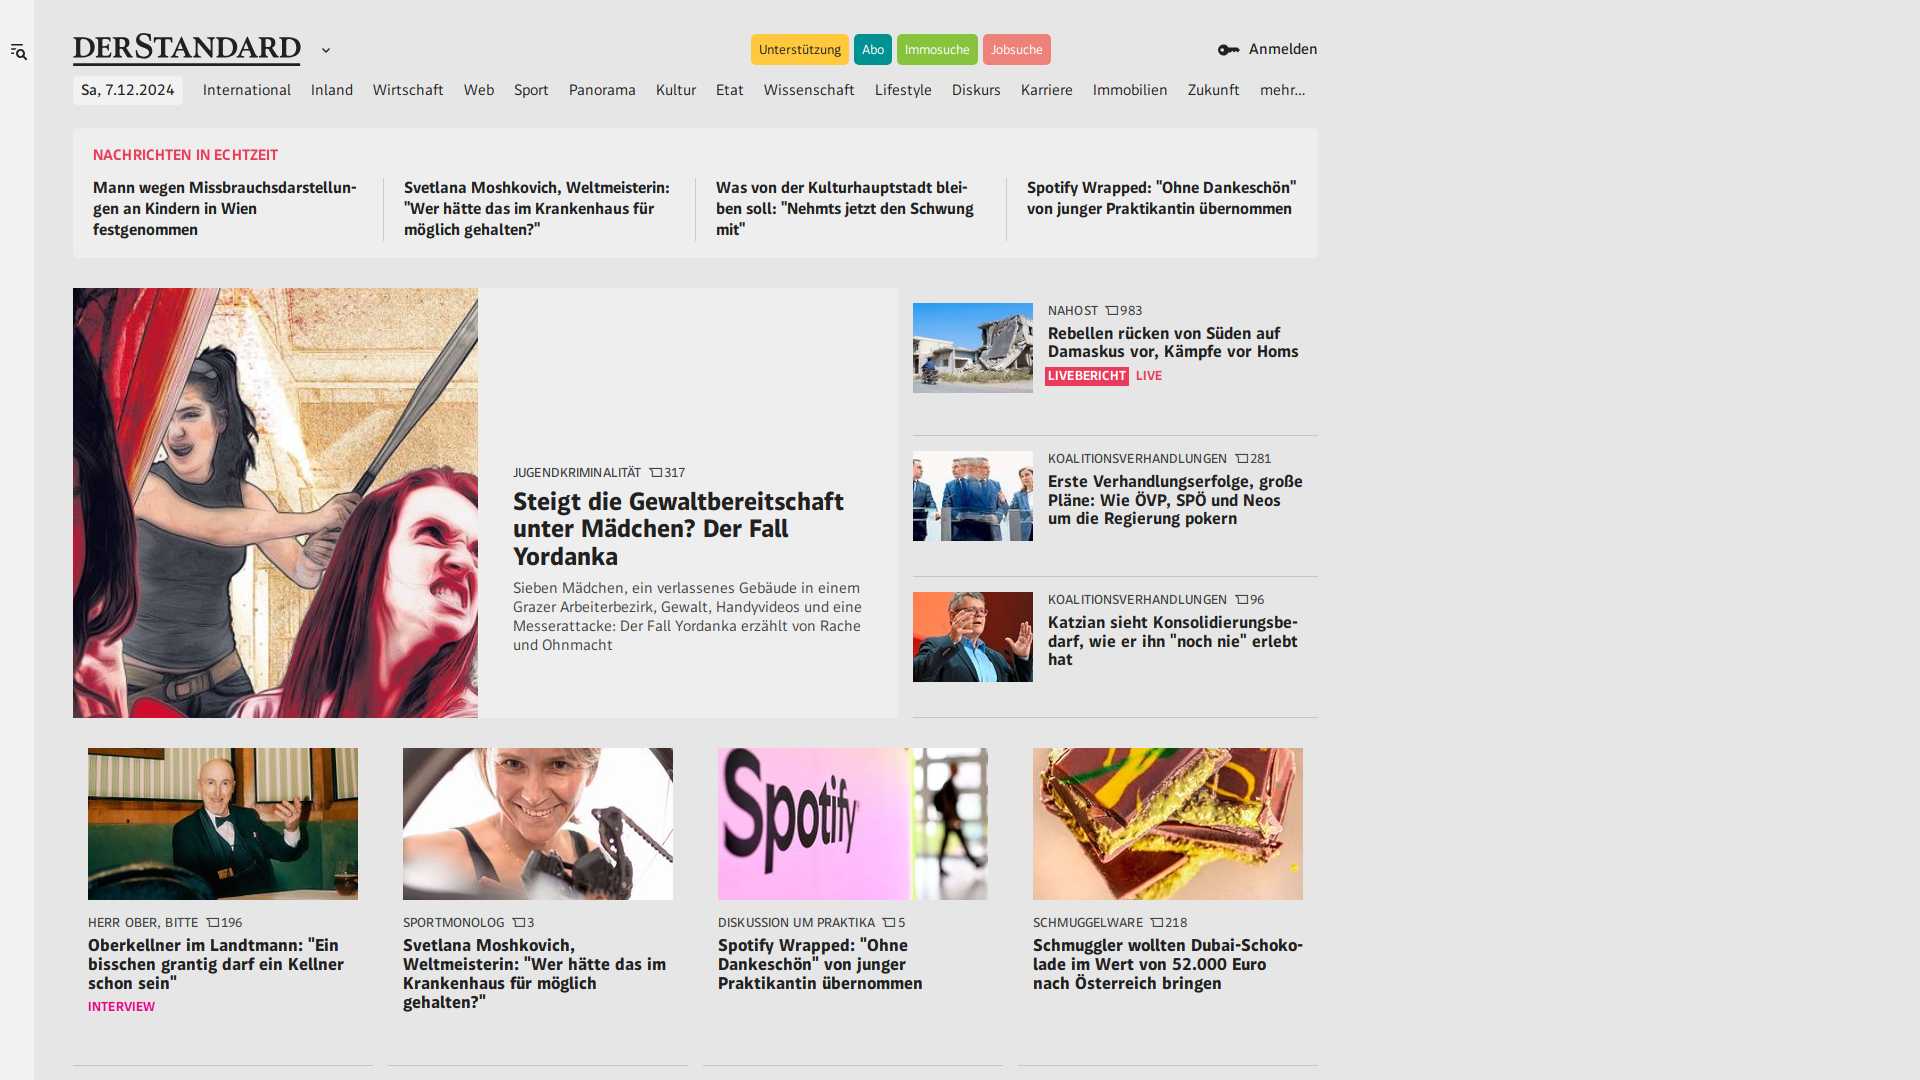 DERSTANDARD
Unterstützung
Abo
Immosuche
Jobsuche
Anmelden
Sa, 7.12.2024 International Inland Wirtschaft Web Sport Panorama Kultur Etat Wissenschaft Lifestyle Diskurs Karriere Immobilien Zukunft mehr…
NACHRICHTEN IN ECHTZEIT
Mann wegen Missbrauchsdarstellun-
gen an Kindern in Wien
festgenommen
Svetlana Moshkovich, Weltmeisterin:
"Wer hätte das im Krankenhaus für
möglich gehalten?"
Was von der Kulturhauptstadt blei-
ben soll: "Nehmts jetzt den Schwung
mit"
Spotify Wrapped: "Ohne Dankeschön"
von junger Praktikantin übernommen
JUGENDKRIMINALITÄT 317
Steigt die Gewaltbereitschaft
unter Mädchen? Der Fall
Yordanka
Sieben Mädchen, ein verlassenes Gebäude in einem
Grazer Arbeiterbezirk, Gewalt, Handyvideos und eine
Messerattacke: Der Fall Yordanka erzählt von Rache
und Ohnmacht
NAHOST 983
Rebellen rücken von Süden auf
Damaskus vor, Kämpfe vor Homs
LIVEBERICHT LIVE
KOALITIONSVERHANDLUNGEN 281
Erste Verhandlungserfolge, große
Pläne: Wie ÖVP, SPÖ und Neos
um die Regierung pokern
KOALITIONSVERHANDLUNGEN 96
Katzian sieht Konsolidierungsbe-
darf, wie er ihn "noch nie" erlebt
hat
HERR OBER, BITTE 196
Oberkellner im Landtmann: "Ein
bisschen grantig darf ein Kellner
schon sein"
INTERVIEW
SPORTMONOLOG 3
Svetlana Moshkovich,
Weltmeisterin: "Wer hätte das im
Krankenhaus für möglich
gehalten?"
Spotify
DISKUSSION UM PRAKTIKA 5
Spotify Wrapped: "Ohne
Dankeschön" von junger
Praktikantin übernommen
SCHMUGGELWARE 218
Schmuggler wollten Dubai-Schoko-
lade im Wert von 52.000 Euro
nach Österreich bringen